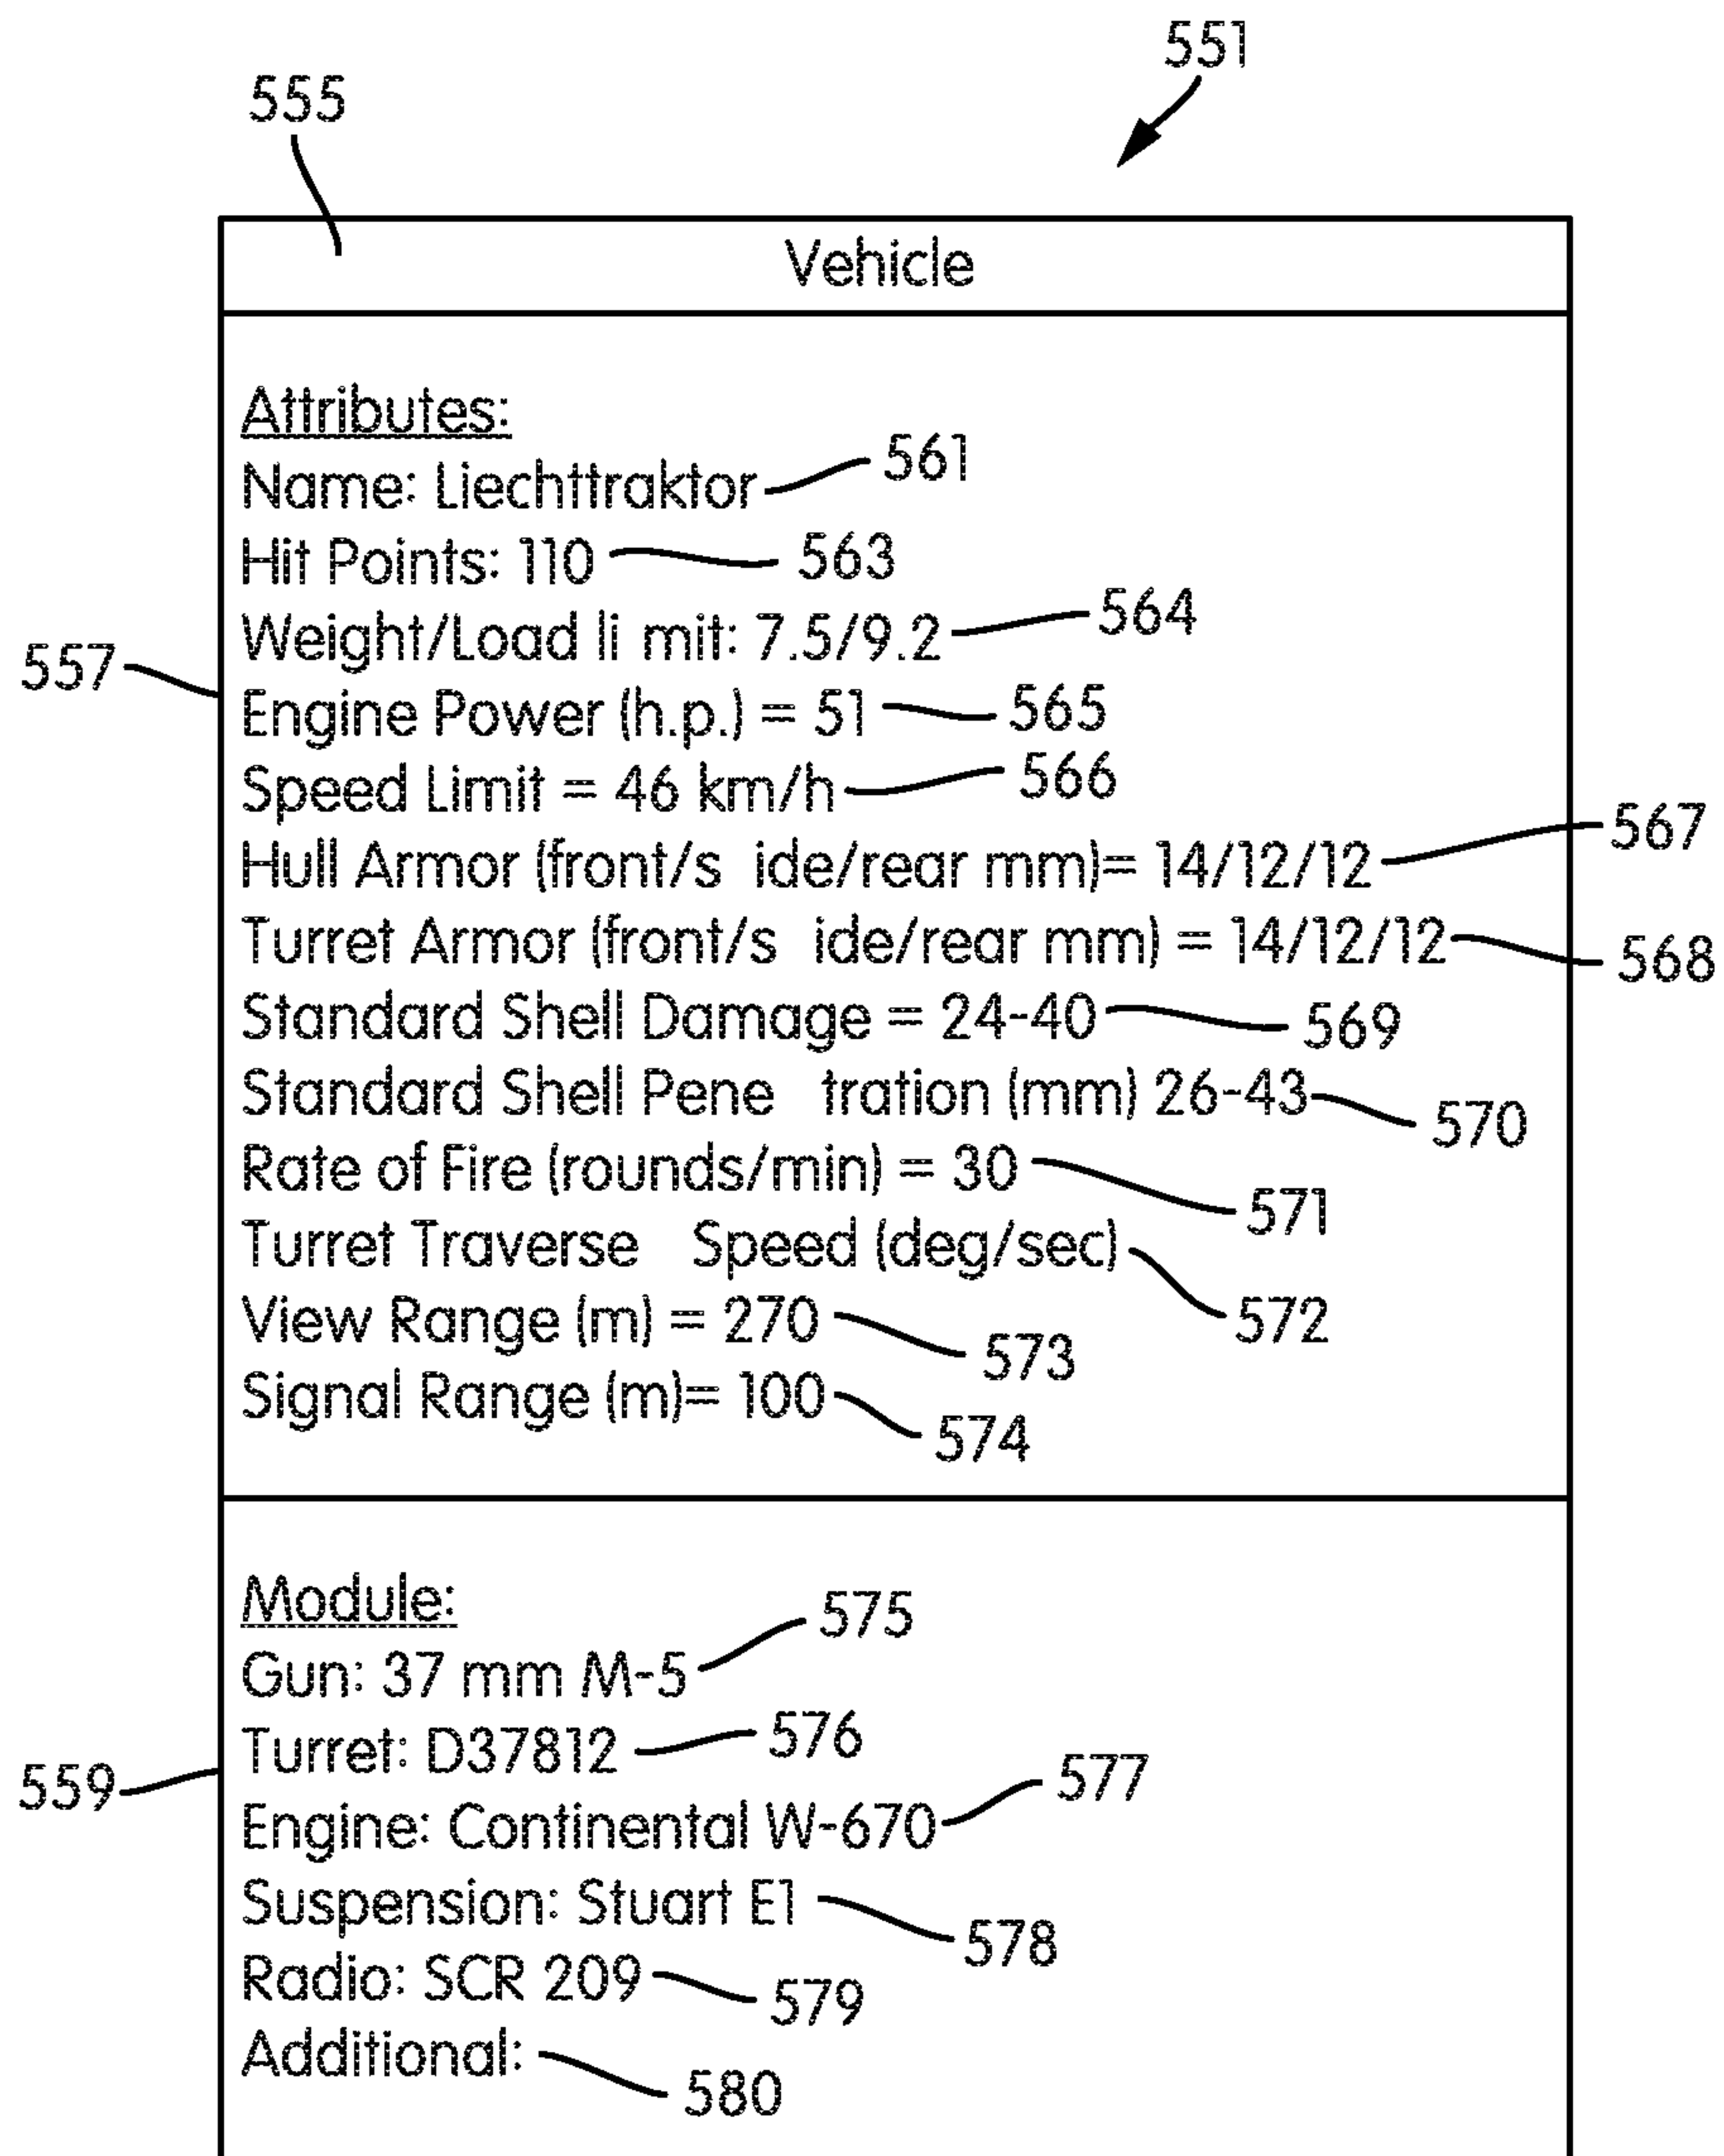 551
555
Vehicle
Attributes:
Name: Liechttraktor 561
Hit Points: 110 563
Weight/Load li mit: 7.5/9.2 564
557
Engine Power (h.p.) = 51 565
Speed Limit = 46 km/h 566
Hull Armor (front/s ide/rear mm)= 14/12/12 567
Turret Armor (front/s ide/rear mm) = 14/12/12 568
Standard Shell Damage = 24-40 569
Standard Shell Pene tration (mm) 26-43 570
Rate of Fire (rounds/min) = 30 571
Turret Traverse Speed (deg/sec) 572
View Range (m) = 270 573
Signal Range (m)= 100 574
Module:
Gun: 37 mm M-5 575
Turret: D37812 576
559
Engine: Continental W-670 577
Suspension: Stuart E1 578
Radio: SCR 209 579
Additional: 580